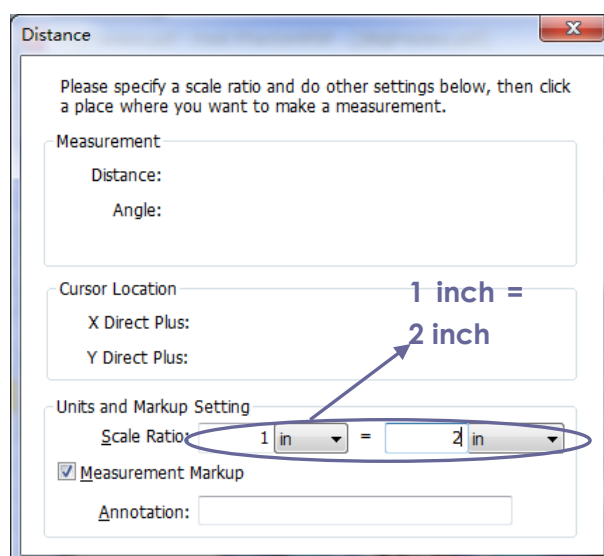 Distance
Please specify a scale ratio and do other settings below, then click
a place where you want to make a measurement.
Measurement
Distance:
Angle:
Cursor Location
1 inch =
2 inch
X Direct Plus:
Y Direct Plus:
Units and Markup Setting
Scale Ratio: 1 in = 2 in
Measurement Markup
Annotation: